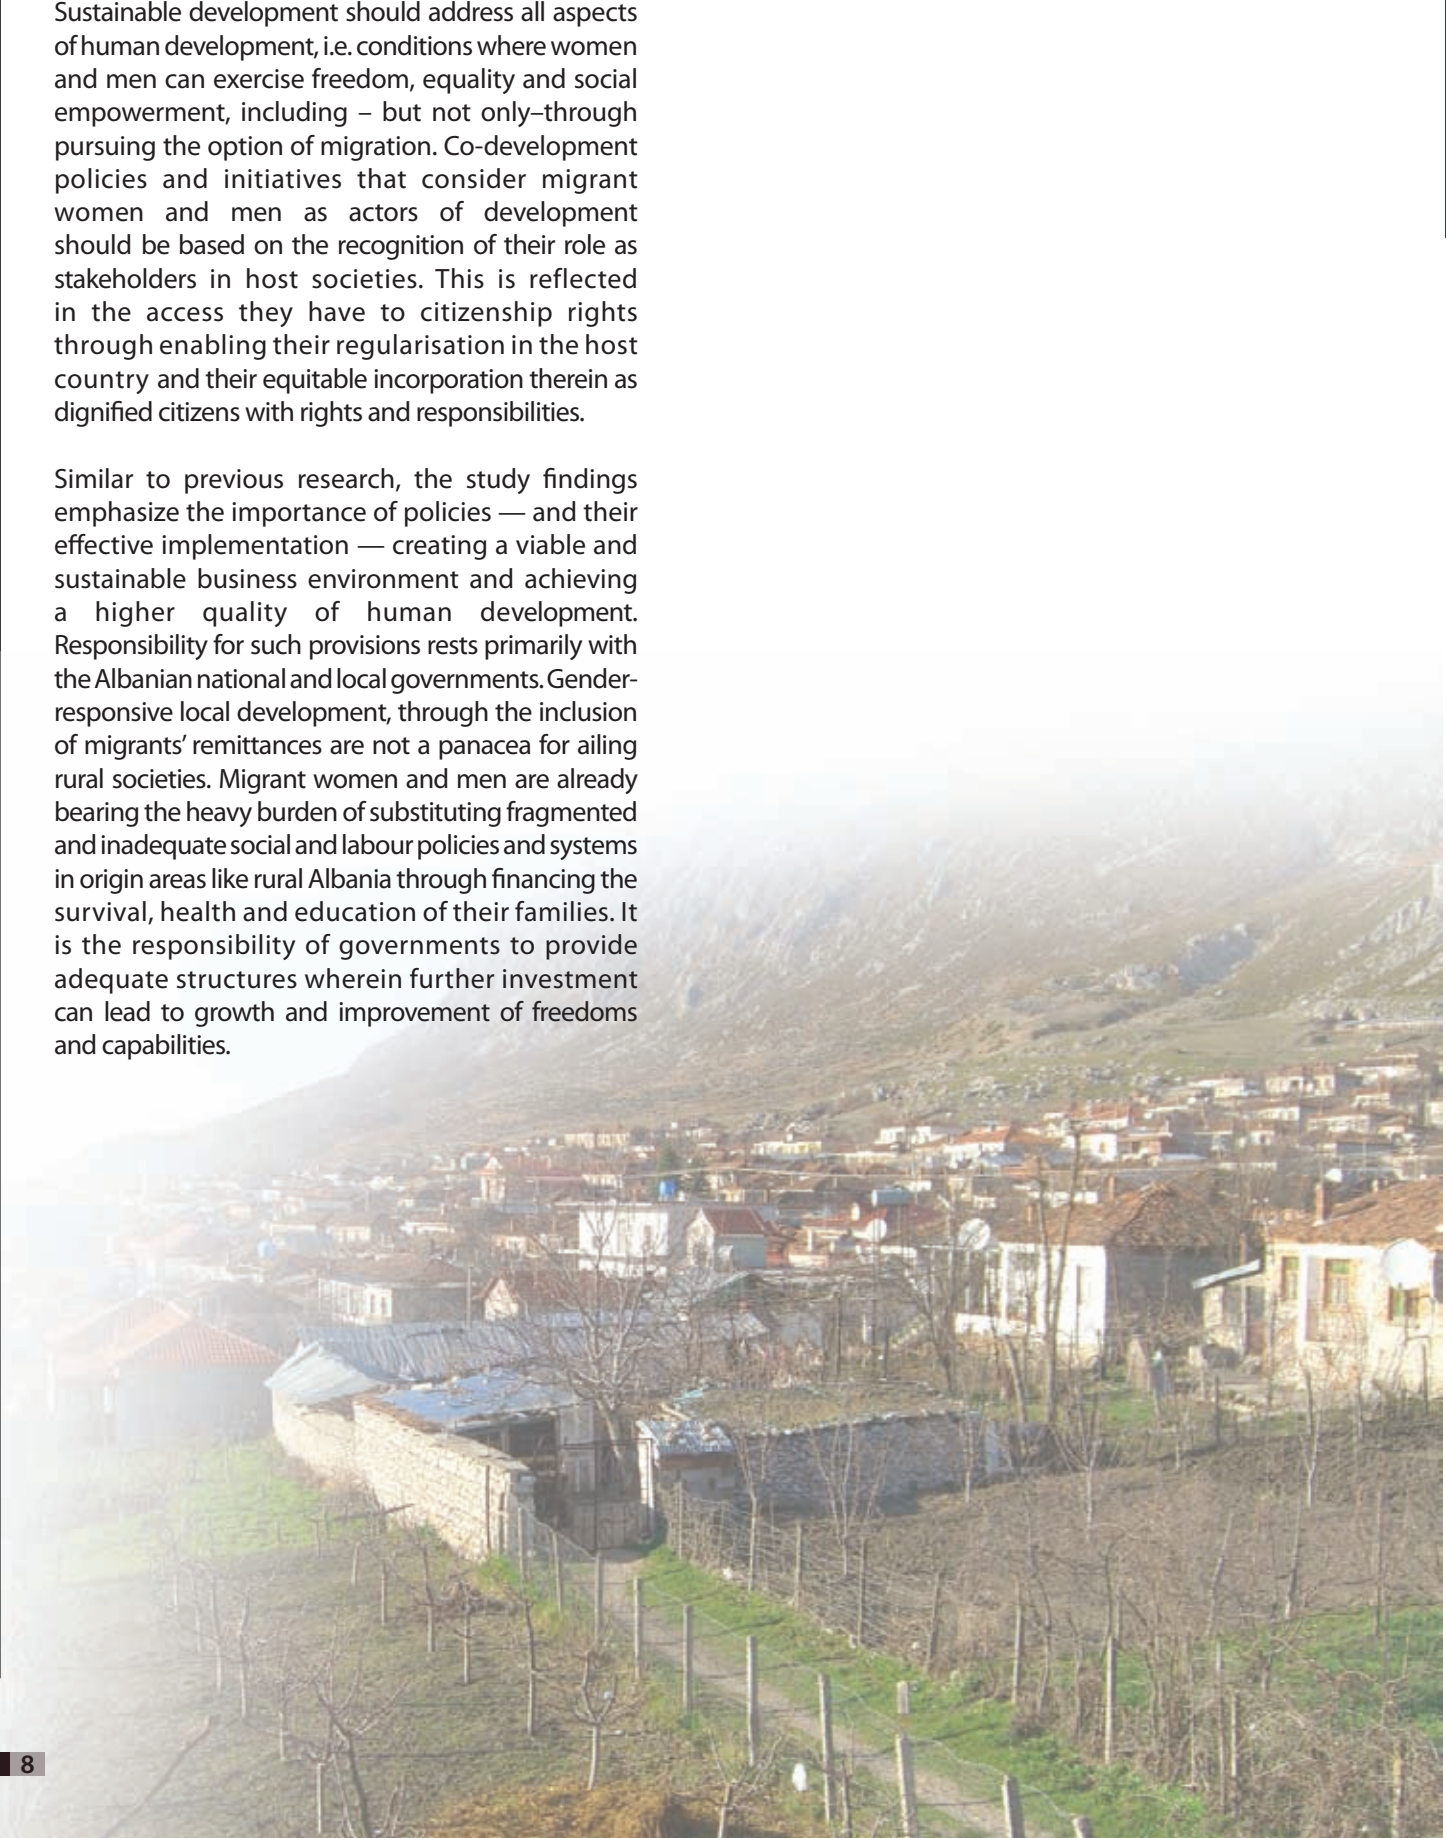 Sustainable development should address all aspects
of human development, i.e. conditions where women
and men can exercise freedom, equality and social
empowerment, including – but not only–through
pursuing the option of migration. Co-development
policies and initiatives that consider migrant
women and men as actors of development
should be based on the recognition of their role as
stakeholders in host societies. This is reflected
in the access they have to citizenship rights
through enabling their regularisation in the host
country and their equitable incorporation therein as
dignified citizens with rights and responsibilities.
Similar to previous research, the study findings
emphasize the importance of policies — and their
effective implementation — creating a viable and
sustainable business environment and achieving
a higher quality of human development.
Responsibility for such provisions rests primarily with
the Albanian national and local governments. Gender-
responsive local development, through the inclusion
of migrants’ remittances are not a panacea for ailing
rural societies. Migrant women and men are already
bearing the heavy burden of substituting fragmented
and inadequate social and labour policies and systems
in origin areas like rural Albania through financing the
survival, health and education of their families. It
is the responsibility of governments to provide
adequate structures wherein further investment
can lead to growth and improvement of freedoms
and capabilities.
8